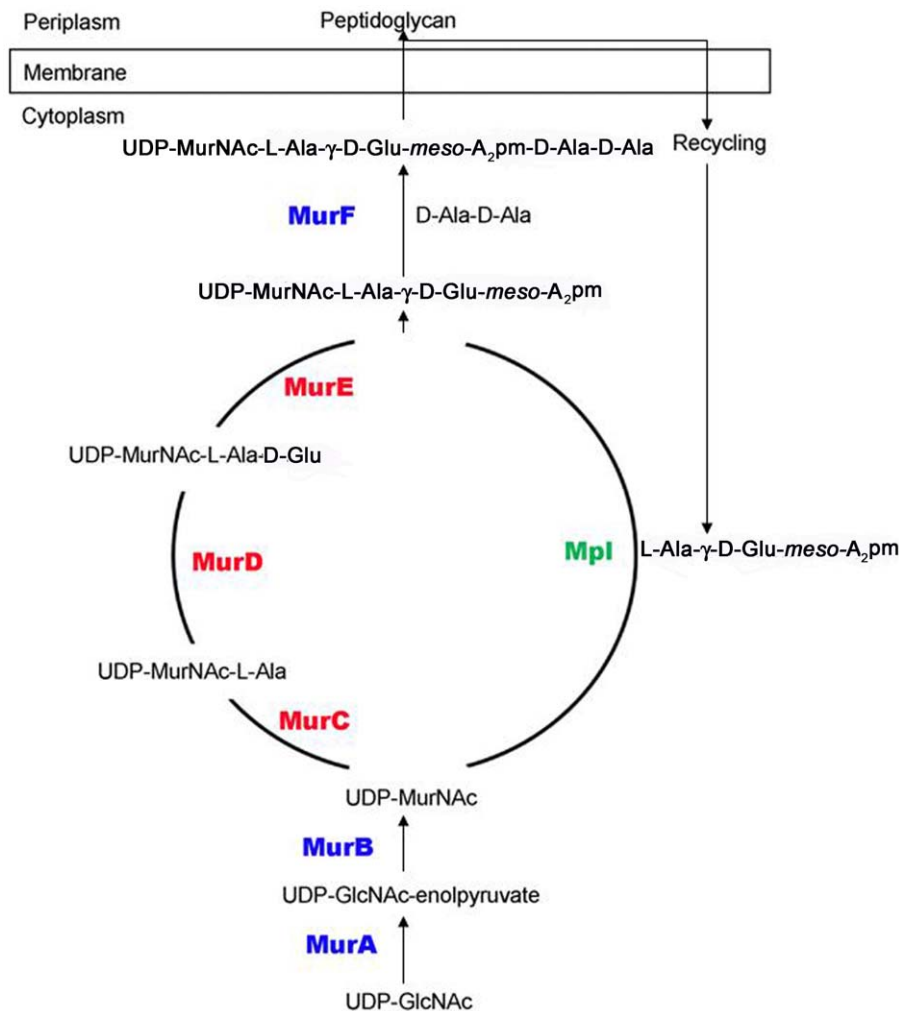 Periplasm
Peptidoglycan
Membrane
Cytoplasm
UDP-MurNAc-L-Ala-γ-D-Glu-meso-A₂pm-D-Ala-D-Ala
Recycling
MurF
D-Ala-D-Ala
UDP-MurNAc-L-Ala-γ-D-Glu-meso-A₂pm
MurE
UDP-MurNAc-L-Ala-D-Glu
MurD
Mpl
L-Ala-γ-D-Glu-meso-A₂pm
UDP-MurNAc-L-Ala
MurC
UDP-MurNAc
MurB
UDP-GlcNAc-enolpyruvate
MurA
UDP-GlcNAc